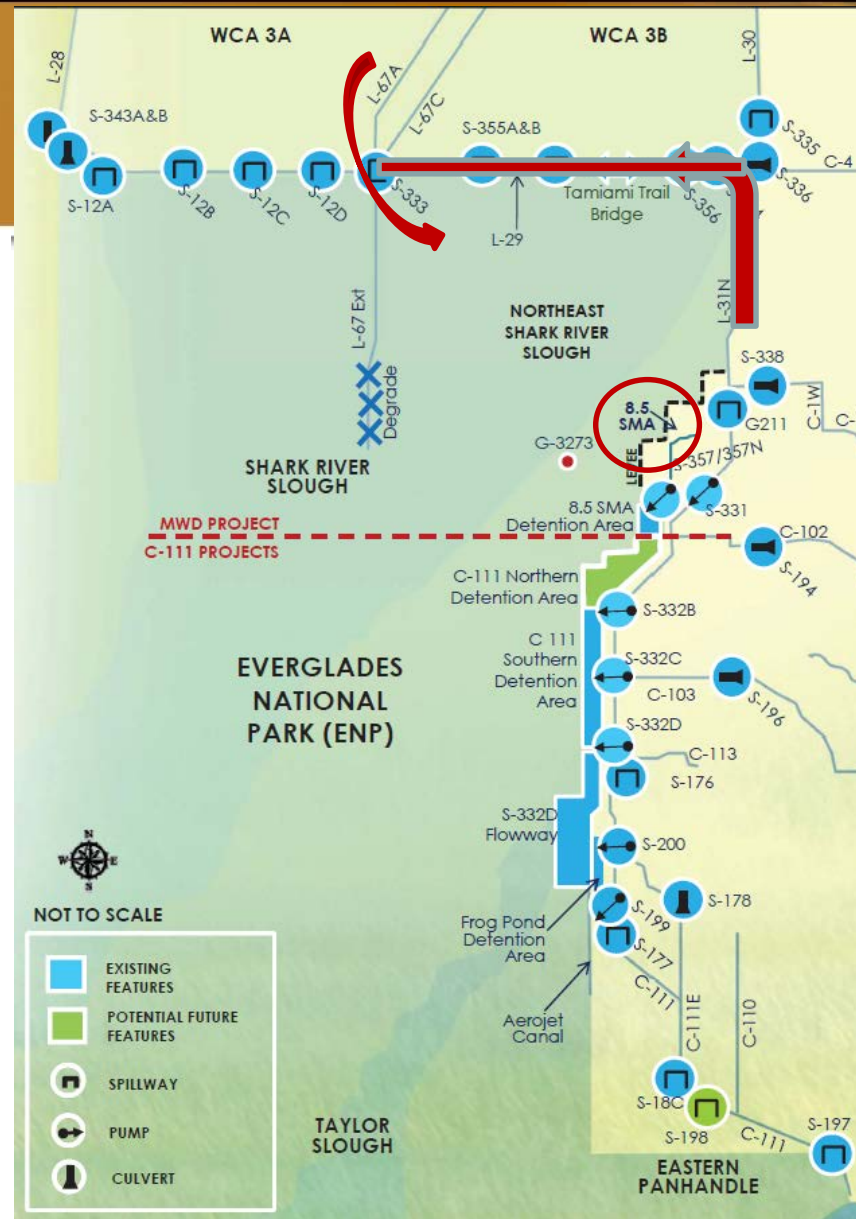 WCA 3A
WCA 3B
L-28
L-67A
L-67C
L-30
S-343A&B
S-355A&B
S-335
C-4
S-336
S-12A
S-12B
S-12C
S-12D
S-333
Tamiami Trail
Bridge
S-356
L-29
L-31N
L-67 Ext
NORTHEAST
SHARK RIVER
SLOUGH
S-338
Degrade
8.5
SMA
G211
C-1W
C-
G-3273
LEVEE
S-357/357N
SHARK RIVER
SLOUGH
8.5 SMA
Detention Area
S-331
MWD PROJECT
C-111 PROJECTS
C-102
S-194
C-111 Northern
Detention Area
S-332B
C 111
Southern
Detention
Area
S-332C
C-103
S-196
EVERGLADES
NATIONAL
PARK (ENP)
S-332D
C-113
S-176
S-332D
Flowway
S-200
N
W
E
S
S-178
S-199
Frog Pond
Detention
Area
S-177
C-111
NOT TO SCALE
EXISTING
FEATURES
POTENTIAL FUTURE
FEATURES
SPILLWAY
PUMP
CULVERT
Aerojet
Canal
C-111E
C-110
S-18C
S-198
C-111
S-197
TAYLOR
SLOUGH
EASTERN
PANHANDLE